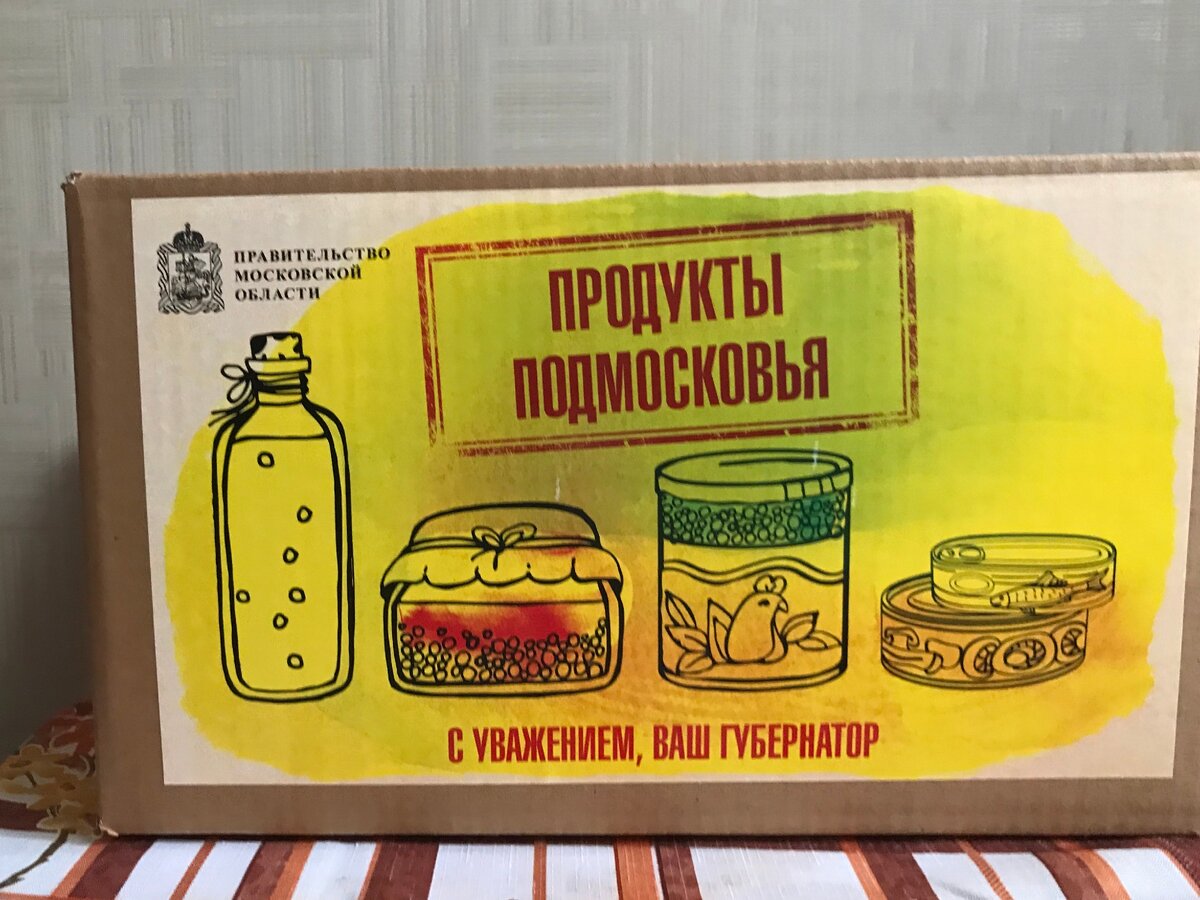 ПРАВИТЕЛЬСТВО
МОСКОВСКОЙ
ОБЛАСТИ
ПРОДУКТЫ
ПОДМОСКОВЬЯ
С УВАЖЕНИЕМ, ВАШ ГУБЕРНАТОР